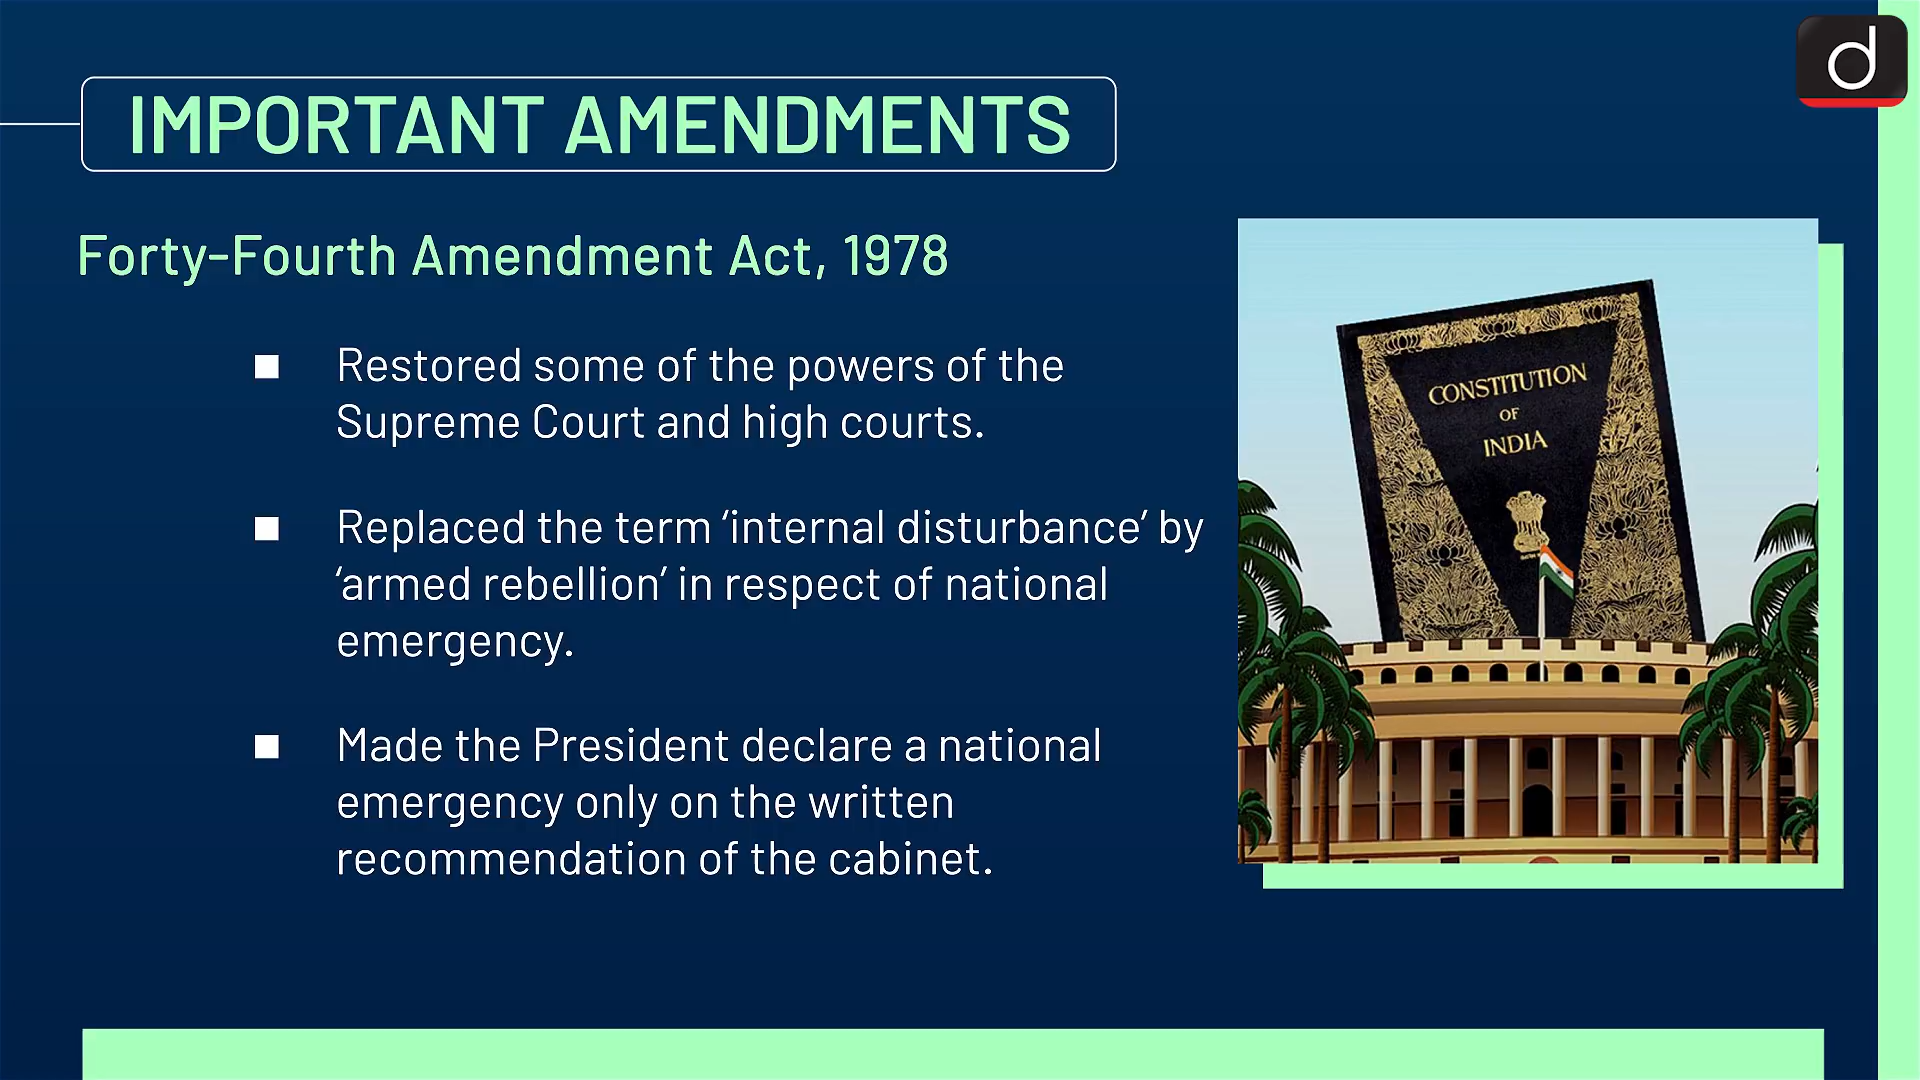 d
IMPORTANT AMENDMENTS
Forty-Fourth Amendment Act, 1978
Restored some of the powers of the
Supreme Court and high courts.
Replaced the term ‘internal disturbance’ by
‘armed rebellion’ in respect of national
emergency.
Made the President declare a national
emergency only on the written
recommendation of the cabinet.
CONSTITUTION
OF
INDIA